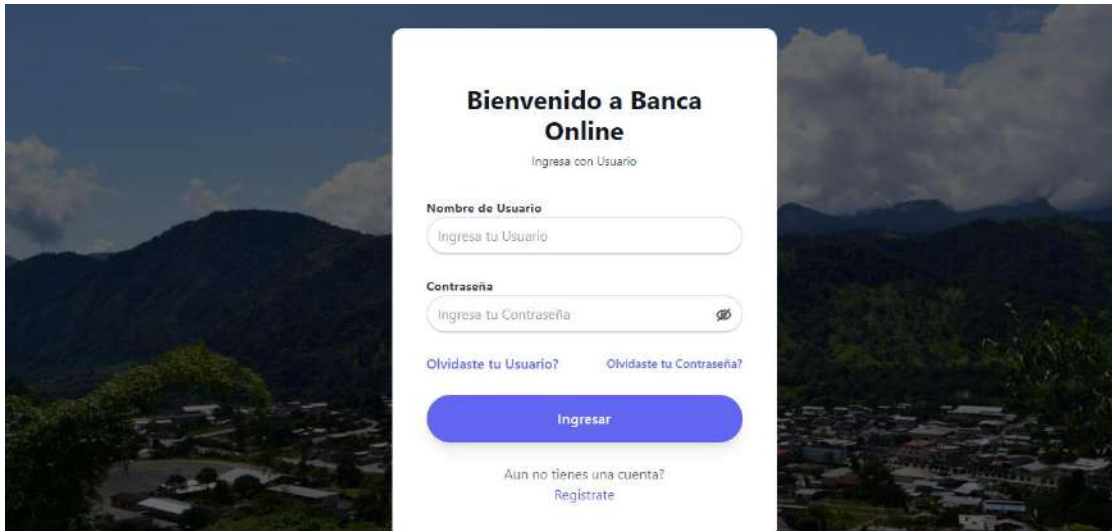 Bienvenido a Banca
Online
Ingresa con Usuario
Nombre de Usuario
Ingresa tu Usuario
Contraseña
Ingresa tu Contraseña
Olvidaste tu Usuario? Olvidaste tu Contraseña?
Ingresar
Aun no tienes una cuenta?
Registrate